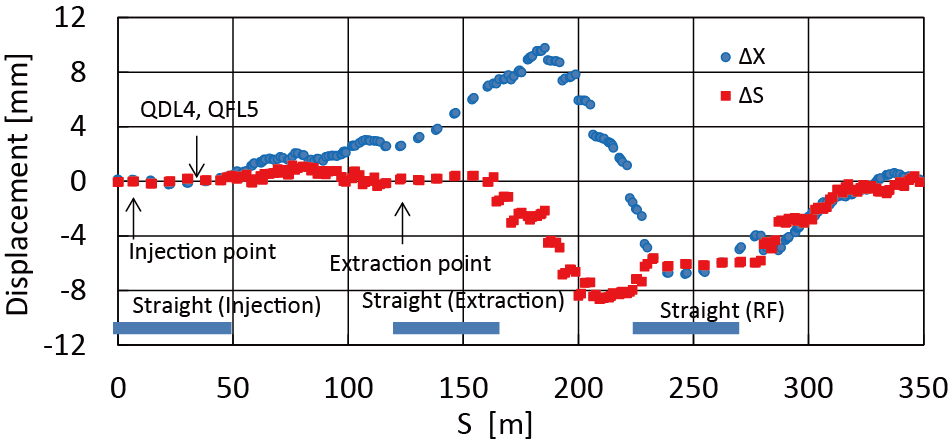 12
8
4
0
-4
-8
-12
Displacement [mm]
ΔX
ΔS
QDL4, QFL5
Injection point
Extraction point
Straight (Injection)
Straight (Extraction)
Straight (RF)
0 50 100 150 200 250 300 350
S [m]